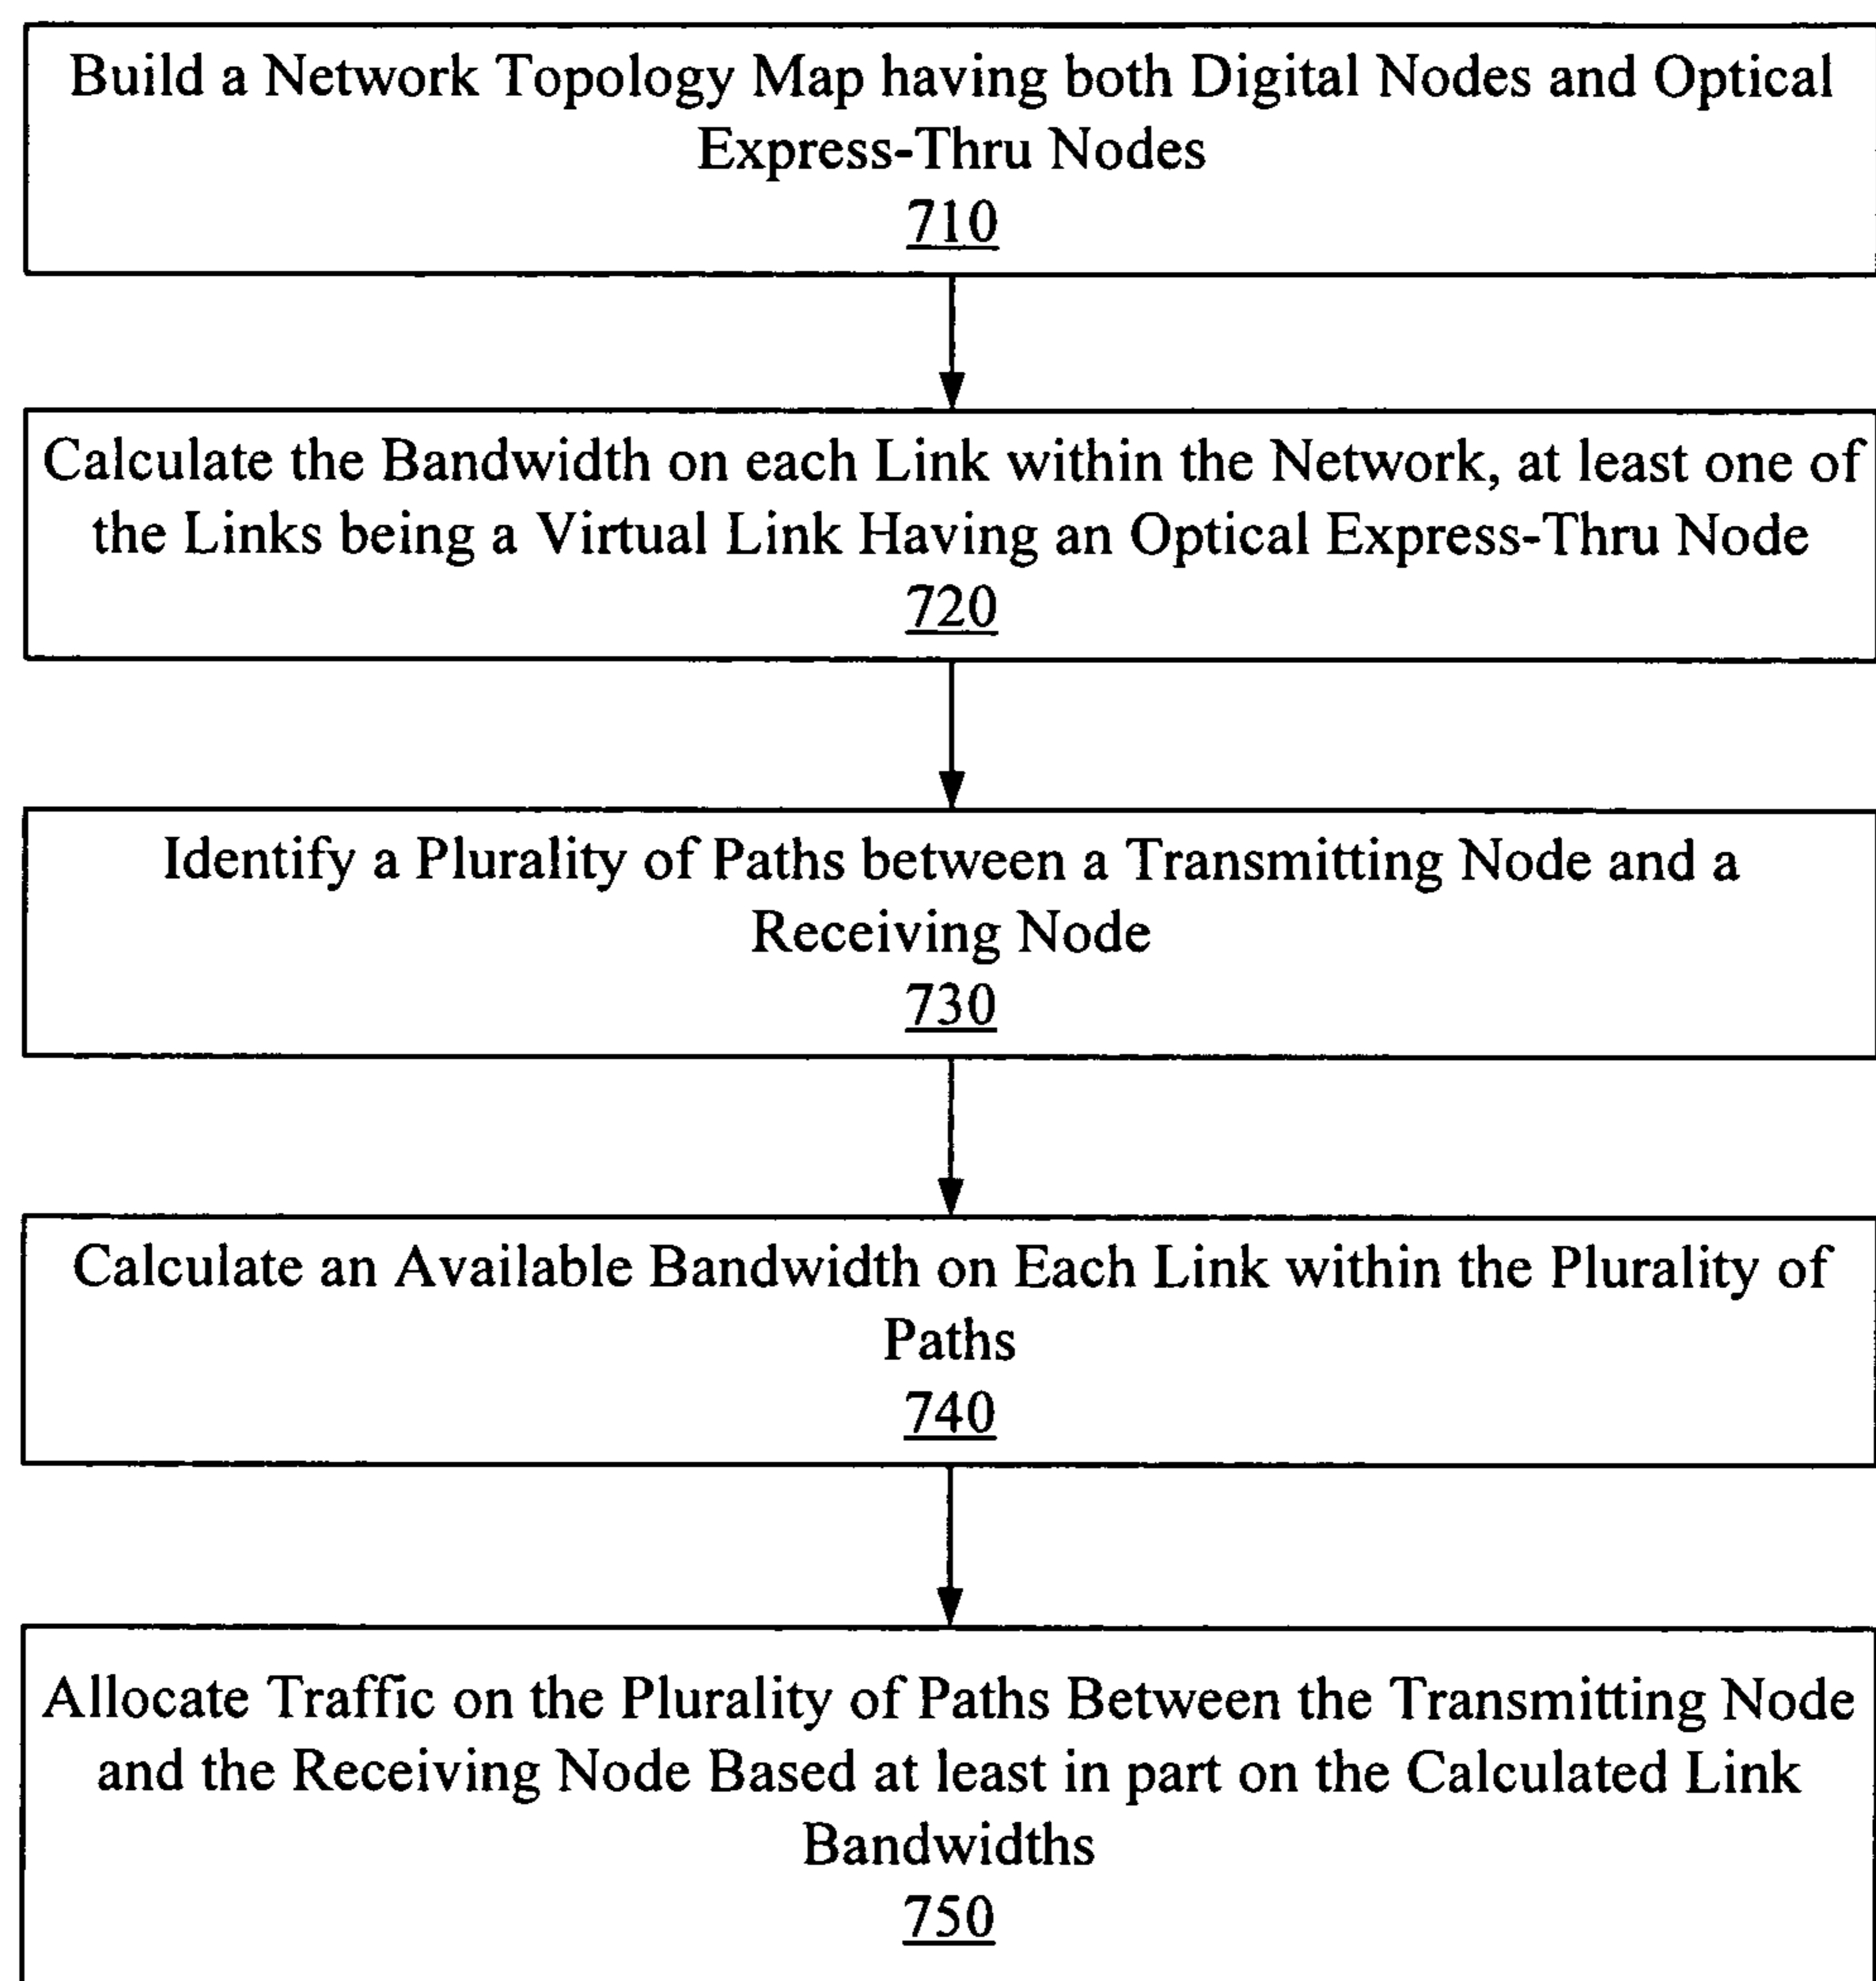 Build a Network Topology Map having both Digital Nodes and Optical
Express-Thru Nodes
710
Calculate the Bandwidth on each Link within the Network, at least one of
the Links being a Virtual Link Having an Optical Express-Thru Node
720
Identify a Plurality of Paths between a Transmitting Node and a
Receiving Node
730
Calculate an Available Bandwidth on Each Link within the Plurality of
Paths
740
Allocate Traffic on the Plurality of Paths Between the Transmitting Node
and the Receiving Node Based at least in part on the Calculated Link
Bandwidths
750